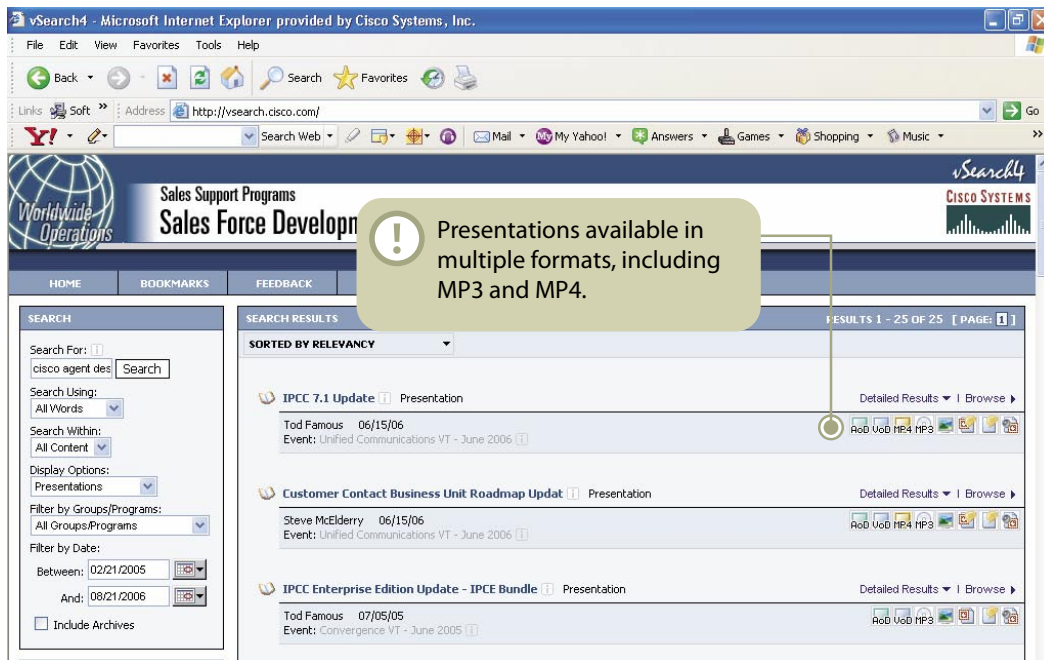 vSearch4 - Microsoft Internet Explorer provided by Cisco Systems, Inc.
File Edit View Favorites Tools Help
Back Search Favorites
Links Soft » Address http://vsearch.cisco.com/ Go
Y! Search Web Mail My Yahoo! Answers Games Shopping Music »
Worldwide Operations
Sales Support Programs
Sales Force Develop
vSearch4
CISCO SYSTEMS
! Presentations available in
multiple formats, including
MP3 and MP4.
HOME BOOKMARKS FEEDBACK
SEARCH
Search For:
cisco agent des Search
Search Using:
All Words
Search Within:
All Content
Display Options:
Presentations
Filter by Groups/Programs:
All Groups/Programs
Filter by Date:
Between: 02/21/2005
And: 08/21/2006
Include Archives
SEARCH RESULTS RESULTS 1 - 25 OF 25 [ PAGE: 1 ]
SORTED BY RELEVANCY
IPCC 7.1 Update Presentation Detailed Results | Browse
Tod Famous 06/15/06 AoD VoD MP4 MP3
Event: Unified Communications VT - June 2006
Customer Contact Business Unit Roadmap Updat Presentation Detailed Results | Browse
Steve McElderry 06/15/06 AoD VoD MP4 MP3
Event: Unified Communications VT - June 2006
IPCC Enterprise Edition Update - IPCE Bundle Presentation Detailed Results | Browse
Tod Famous 07/05/05 AoD VoD MP3
Event: Convergence VT - June 2005